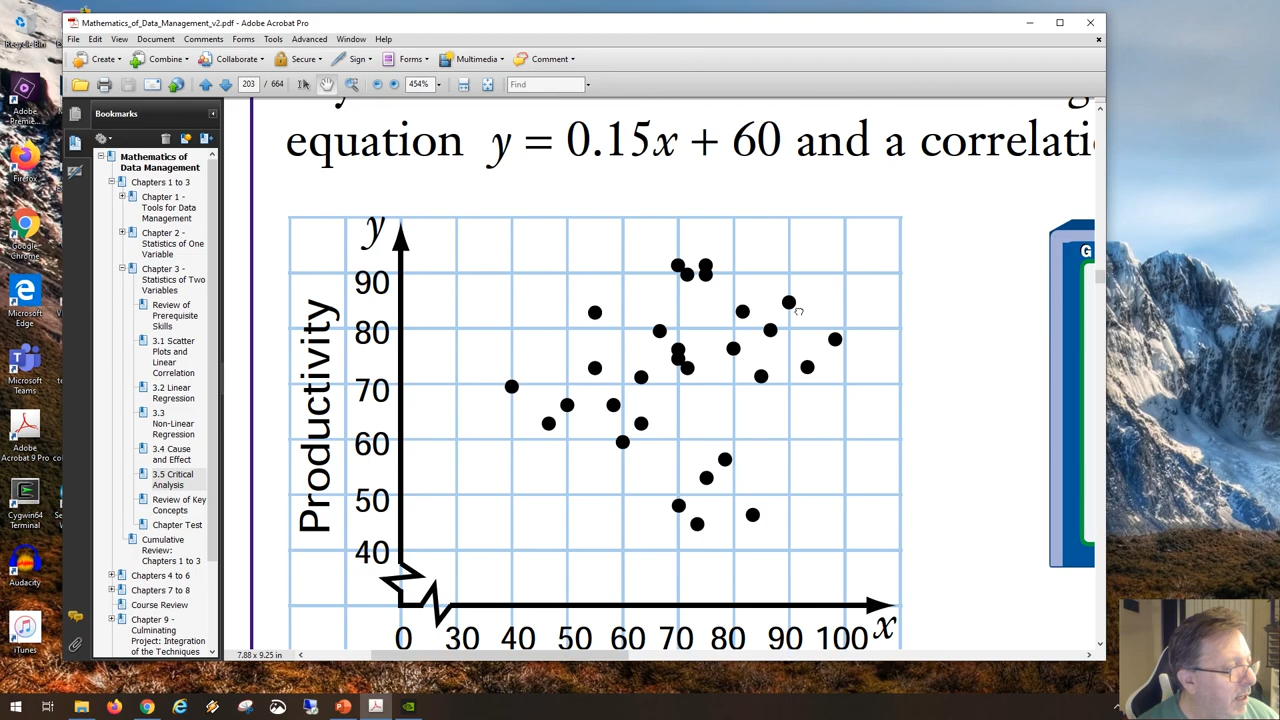 Mathematics_of_Data_Management_v2.pdf - Adobe Acrobat Pro
File Edit View Document Comments Forms Tools Advanced Window Help
Create Combine Collaborate Secure Sign Forms Multimedia Comment
203 / 664 454% Find
Bookmarks
Mathematics of
Data Management
Chapters 1 to 3
Chapter 1 -
Tools for Data
Management
Chapter 2 -
Statistics of One
Variable
Chapter 3 -
Statistics of Two
Variables
Review of
Prerequisite
Skills
3.1 Scatter
Plots and
Linear
Correlation
3.2 Linear
Regression
3.3
Non-Linear
Regression
3.4 Cause
and Effect
3.5 Critical
Analysis
Review of Key
Concepts
Chapter Test
Cumulative
Review:
Chapters 1 to 3
Chapters 4 to 6
Chapters 7 to 8
Course Review
Chapter 9 -
Culminating
Project: Integration
of the Techniques
equation y = 0.15x + 60 and a correlati
y
Productivity
90
80
70
60
50
40
0 30 40 50 60 70 80 90 100 x
G
7.88 x 9.25 in
Recycle Bin
Adobe
Premie...
Firefox
Google
Chrome
Microsoft
Edge
Microsoft
Teams
Adobe
Acrobat 9 Pro
Cygwin64
Terminal
Audacity
iTunes